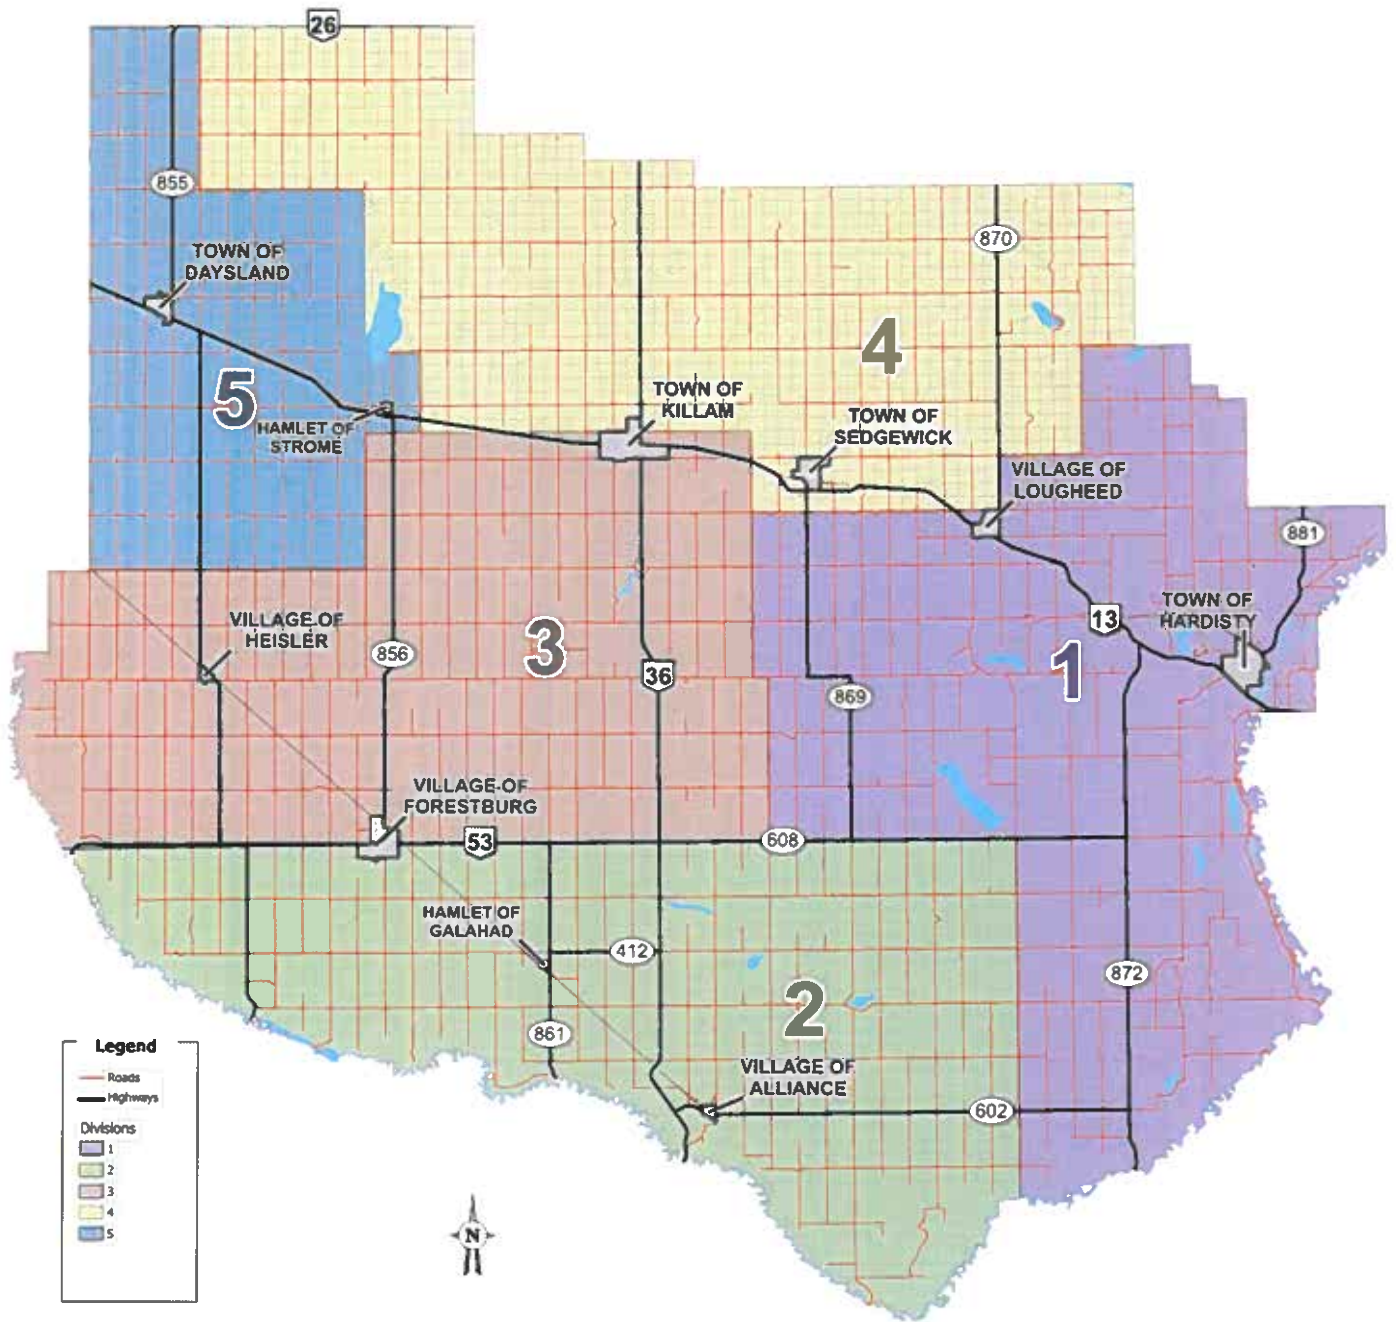 26
855
TOWN OF
DAYSLAND
870
4
5
TOWN OF
KILLAM
HAMLET OF
STROME
TOWN OF
SEDGEWICK
VILLAGE OF
LOUGHEED
881
13
TOWN OF
HARDISTY
VILLAGE OF
HEISLER
856
3
36
1
869
VILLAGE OF
FORESTBURG
53
608
HAMLET OF
GALAHAD
412
872
2
861
VILLAGE OF
ALLIANCE
602
Legend
Roads
Highways
Divisions
1
2
3
4
5
N